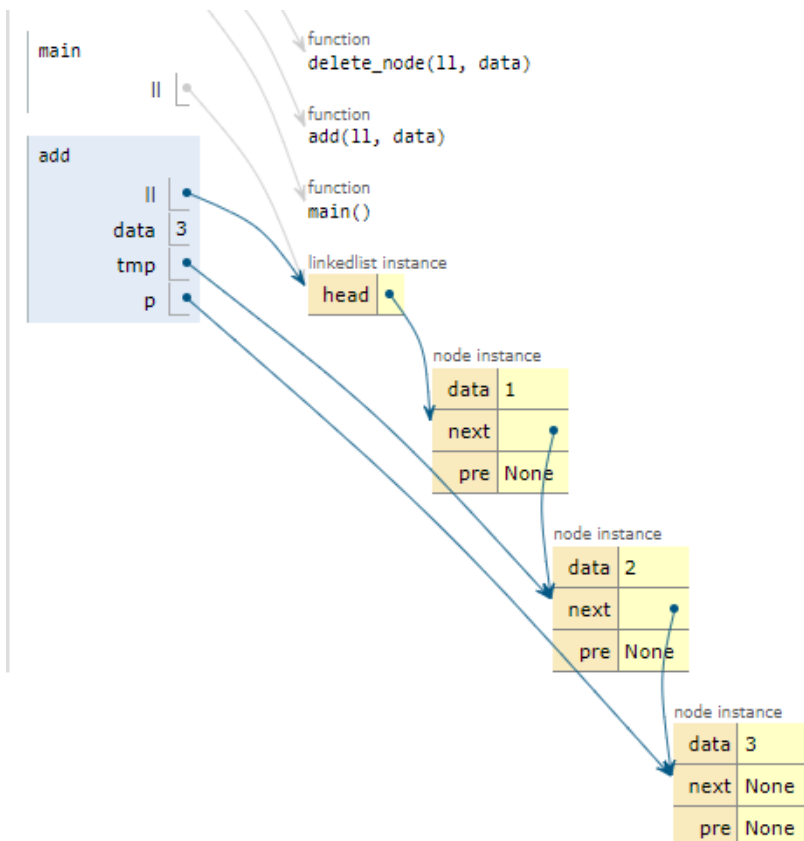 main
ll
add
ll
data 3
tmp
p
function
delete_node(ll, data)
function
add(ll, data)
function
main()
linkedlist instance
head
node instance
data 1
next
pre None
node instance
data 2
next
pre None
node instance
data 3
next None
pre None